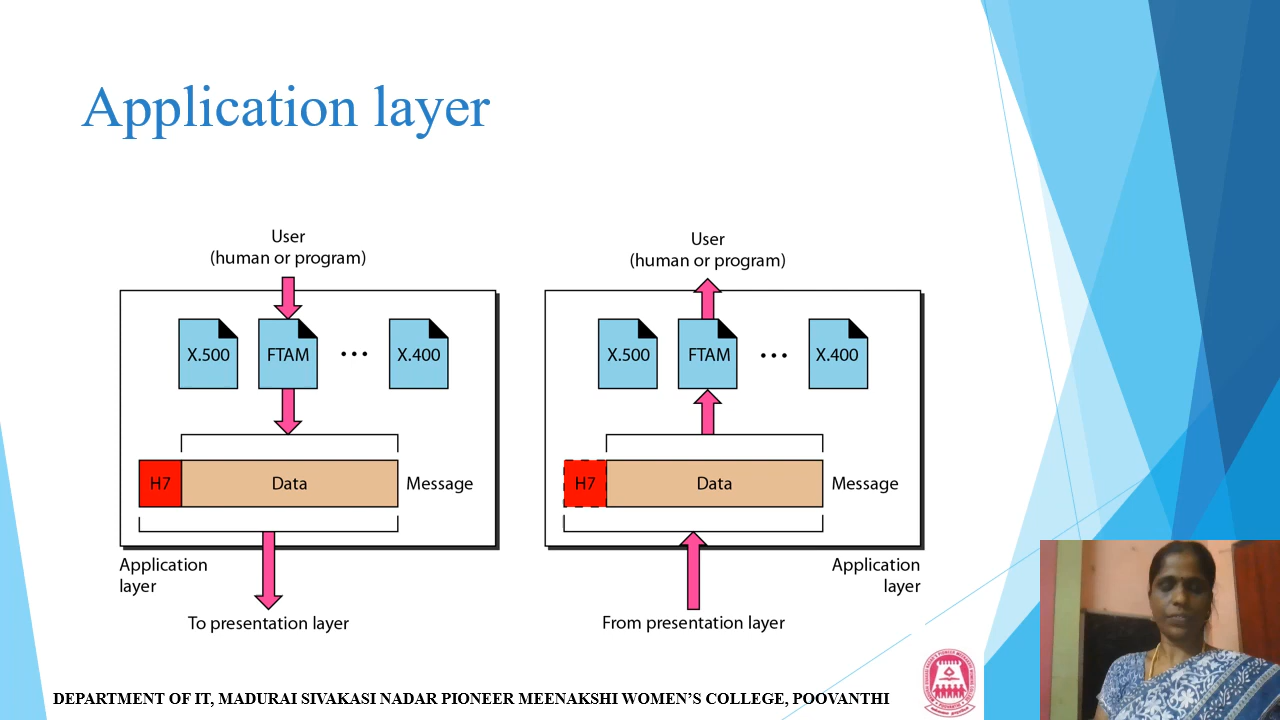 Application layer
User
(human or program)
X.500
FTAM
...
X.400
H7
Data
Message
Application
layer
To presentation layer
User
(human or program)
X.500
FTAM
...
X.400
H7
Data
Message
Application
layer
From presentation layer
DEPARTMENT OF IT, MADURAI SIVAKASI NADAR PIONEER MEENAKSHI WOMEN’S COLLEGE, POOVANTHI